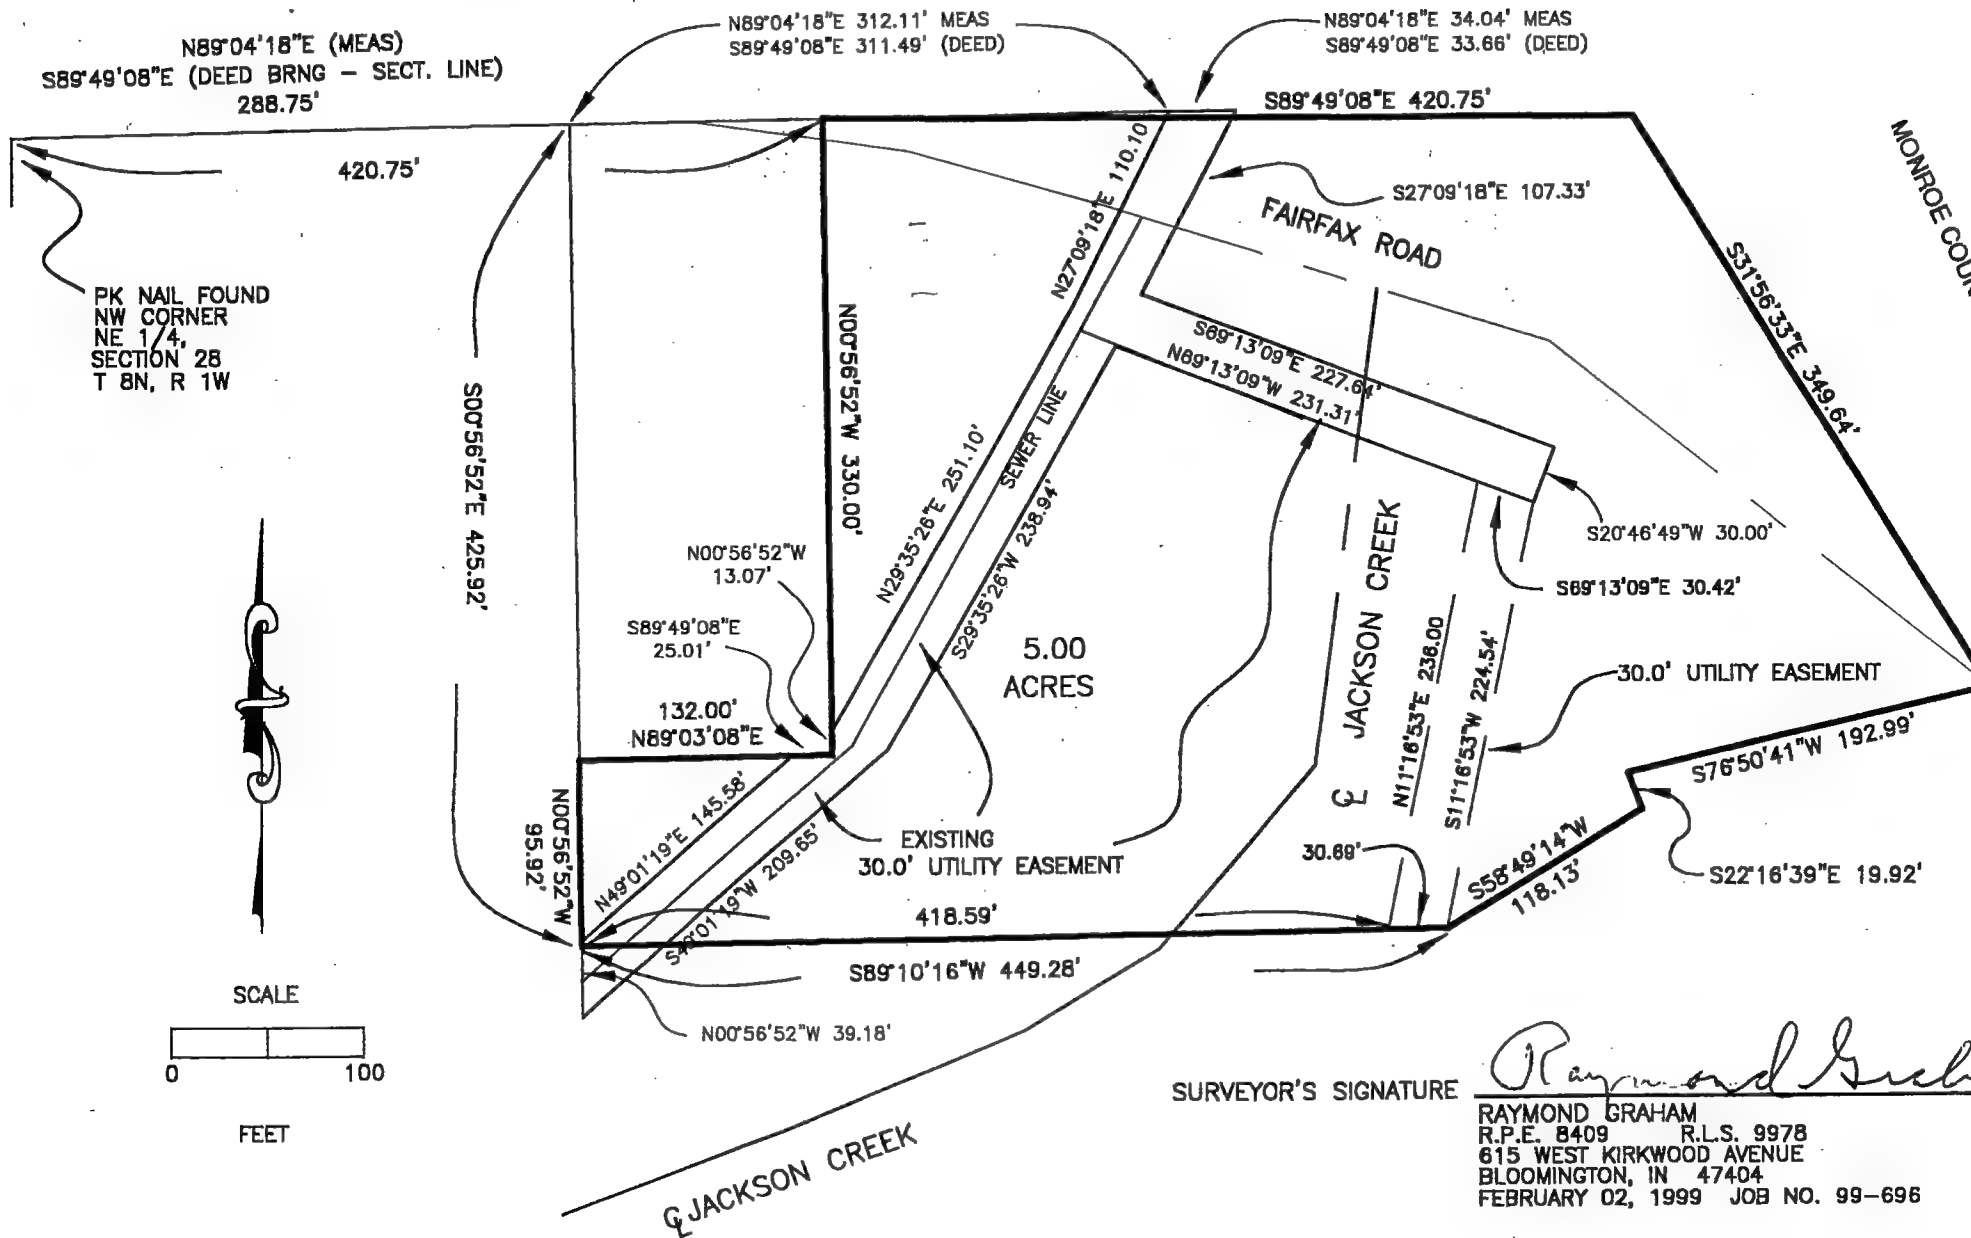 N89°04'18"E (MEAS)
S89°49'08"E (DEED BRNG - SECT. LINE)
288.75'
N89°04'18"E 312.11' MEAS
S89°49'08"E 311.49' (DEED)
N89°04'18"E 34.04' MEAS
S89°49'08"E 33.66' (DEED)
S89°49'08"E 420.75'
420.75'
MONROE COUN
S27°09'18"E 107.33'
FAIRFAX ROAD
N27°09'18"E 110.10
S31°56'33"E 349.64'
PK NAIL FOUND
NW CORNER
NE 1/4,
SECTION 28
T 8N, R 1W
S00°56'52"E 425.92'
N00°56'52"W 330.00'
S69°13'09"E 227.64'
N69°13'09"W 231.31'
SEWER LINE
N29°35'26"E 251.10'
S29°35'26"W 238.94'
S20°46'49"W 30.00'
S69°13'09"E 30.42'
JACKSON CREEK
N00°56'52"W
13.07'
S89°49'08"E
25.01'
132.00'
N89°03'08"E
5.00
ACRES
N11°16'53"E 236.00
S11°16'53"W 224.54'
30.0' UTILITY EASEMENT
S76°50'41"W 192.99'
N00°56'52"W
95.92'
N49°01'19"E 145.58'
S49°01'19"W 209.65'
EXISTING
30.0' UTILITY EASEMENT
30.69'
S58°49'14"W
118.13'
S22°16'39"E 19.92'
418.59'
S89°10'16"W 449.28'
N00°56'52"W 39.18'
SCALE
0 100
FEET
℄ JACKSON CREEK
SURVEYOR'S SIGNATURE Raymond Grah
RAYMOND GRAHAM
R.P.E. 8409 R.L.S. 9978
615 WEST KIRKWOOD AVENUE
BLOOMINGTON, IN 47404
FEBRUARY 02, 1999 JOB NO. 99-696